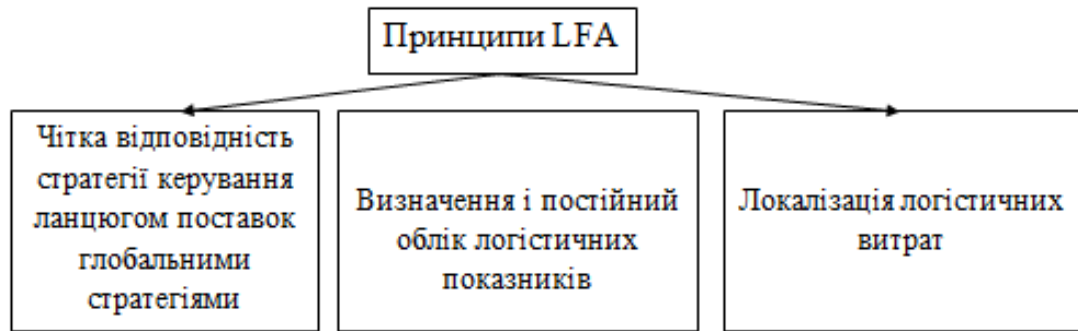 Принципи LFA
Чітка відповідність
стратегії керування
ланцюгом поставок
глобальними
стратегіями
Визначення і постійний
облік логістичних
показників
Локалізація логістичних
витрат